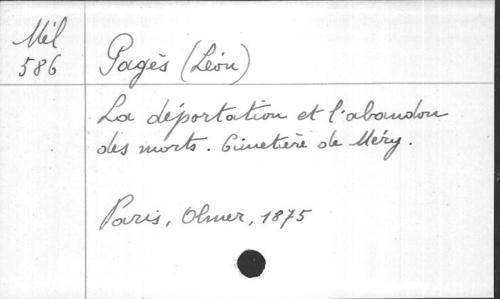 Mél
586
Pagès (Léon)
La déportation et l'abandon
des morts. Cimetière de Méry.
Paris, Olmer, 1875